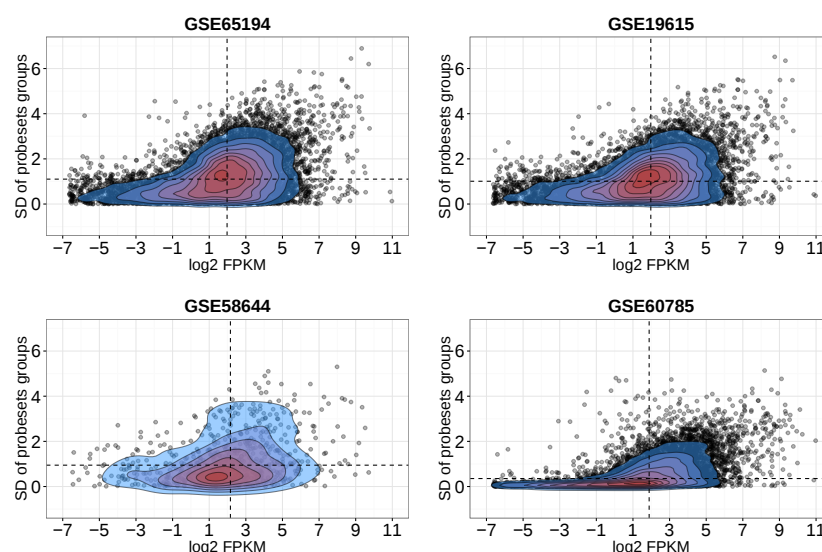 GSE65194
SD of probesets groups
6
4
2
0
−7 −5 −3 −1 1 3 5 7 9 11
log2 FPKM
GSE19615
SD of probesets groups
6
4
2
0
−7 −5 −3 −1 1 3 5 7 9 11
log2 FPKM
GSE58644
SD of probesets groups
6
4
2
0
−7 −5 −3 −1 1 3 5 7 9 11
log2 FPKM
GSE60785
SD of probesets groups
6
4
2
0
−7 −5 −3 −1 1 3 5 7 9 11
log2 FPKM